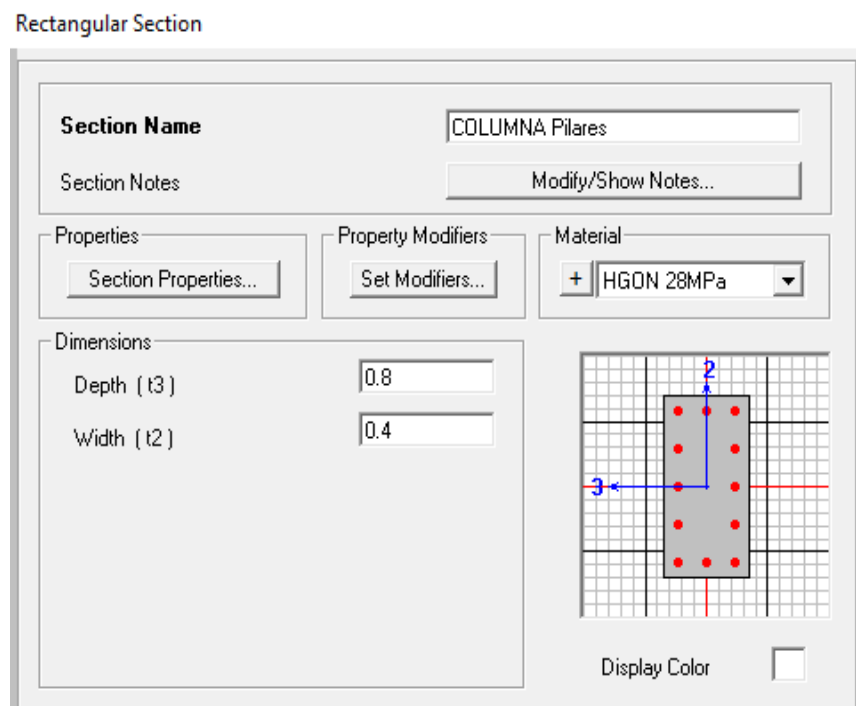 Rectangular Section
Section Name
COLUMNA Pilares
Section Notes
Modify/Show Notes...
Properties
Property Modifiers
Material
Section Properties...
Set Modifiers...
+
HGON 28MPa
Dimensions
Depth ( t3 )
0.8
Width ( t2 )
0.4
2
3
Display Color